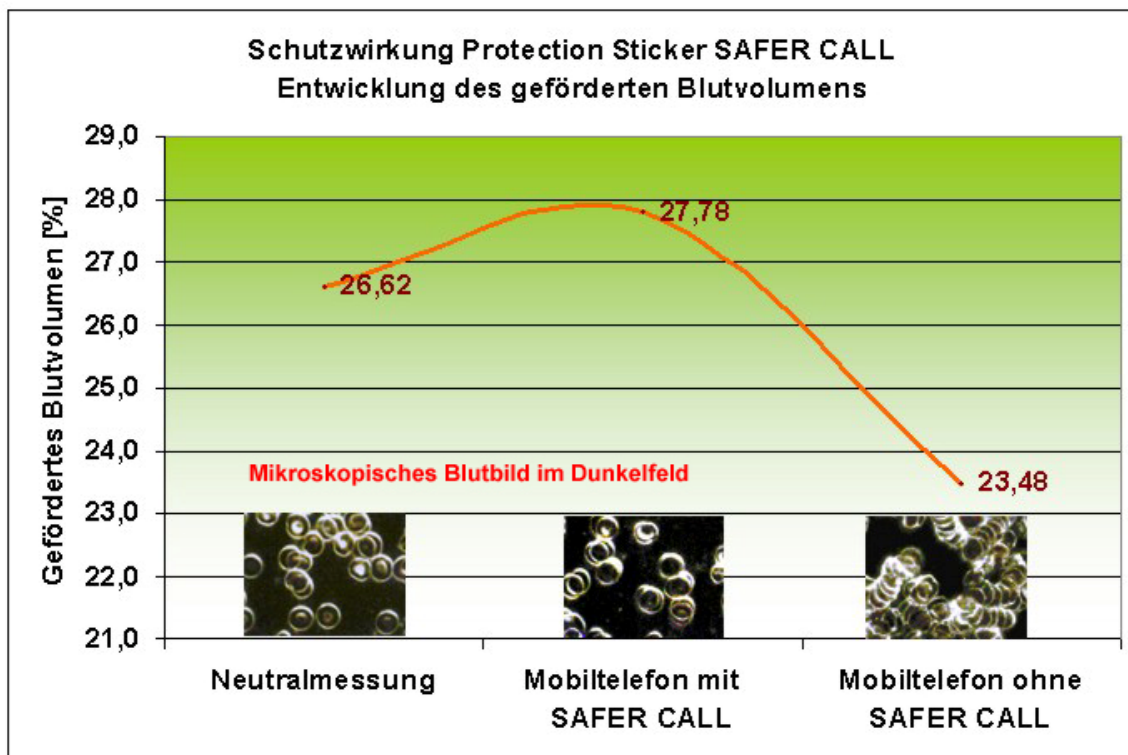 Schutzwirkung Protection Sticker SAFER CALL
Entwicklung des geförderten Blutvolumens
Gefördertes Blutvolumen [%]
29,0
28,0
27,0
26,0
25,0
24,0
23,0
22,0
21,0
26,62
27,78
23,48
Mikroskopisches Blutbild im Dunkelfeld
Neutralmessung
Mobiltelefon mit
SAFER CALL
Mobiltelefon ohne
SAFER CALL